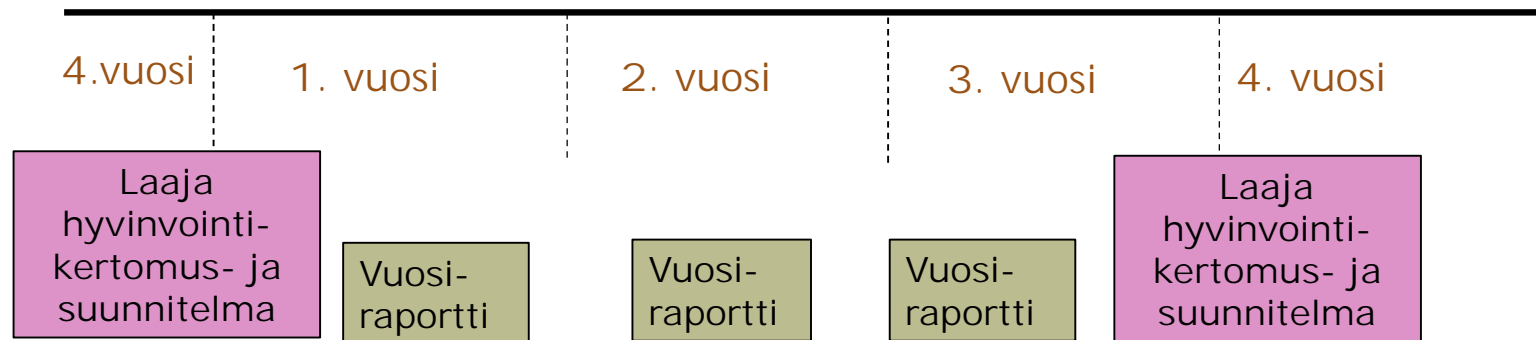 4.vuosi
1. vuosi
2. vuosi
3. vuosi
4. vuosi
Laaja
hyvinvointi-
kertomus- ja
suunnitelma
Vuosi-
raportti
Vuosi-
raportti
Vuosi-
raportti
Laaja
hyvinvointi-
kertomus- ja
suunnitelma